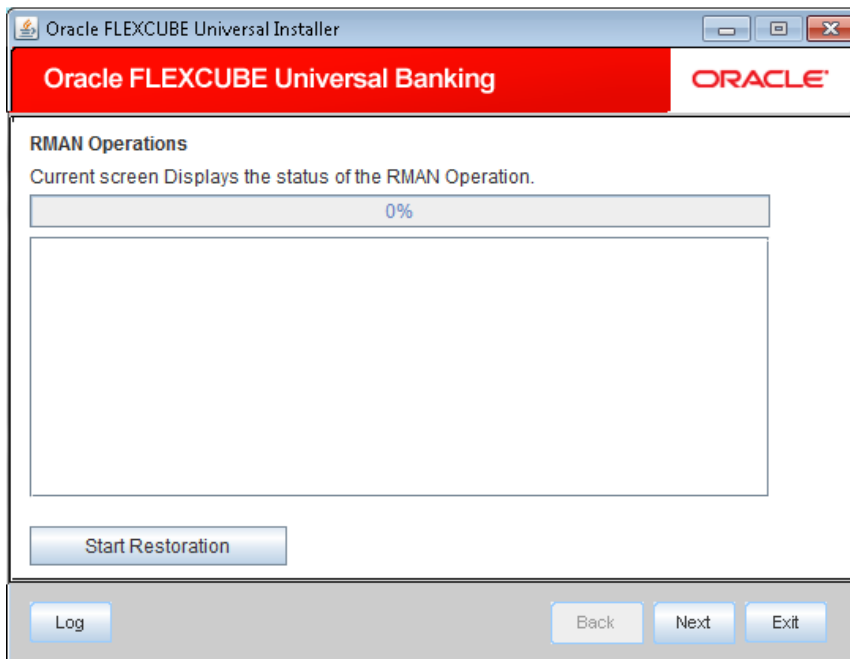 Oracle FLEXCUBE Universal Installer
Oracle FLEXCUBE Universal Banking
ORACLE
RMAN Operations
Current screen Displays the status of the RMAN Operation.
0%
Start Restoration
Log
Back
Next
Exit